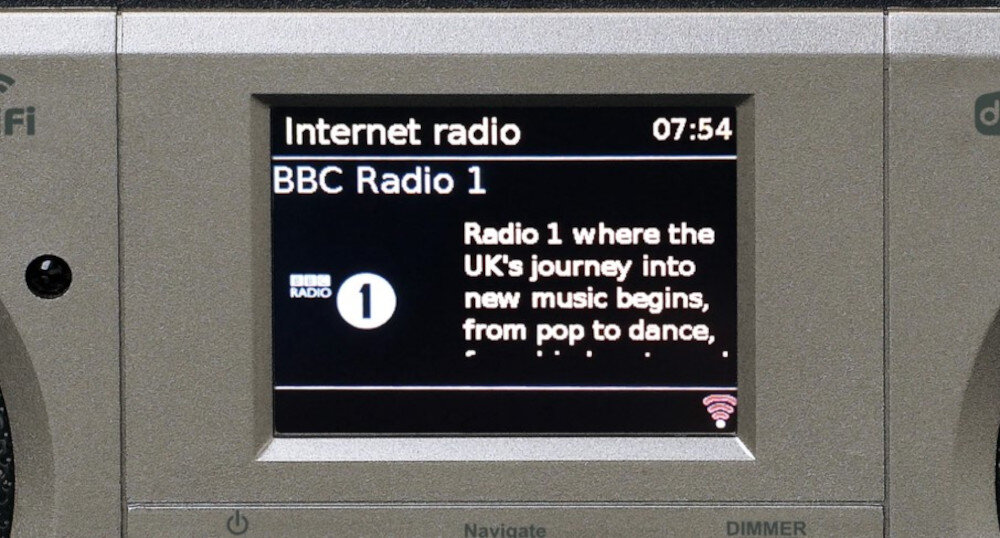 Fi
Internet radio 07:54
BBC Radio 1
Radio 1 where the
UK's journey into
new music begins,
from pop to dance,
BBC
RADIO 1
Navigate DIMMER